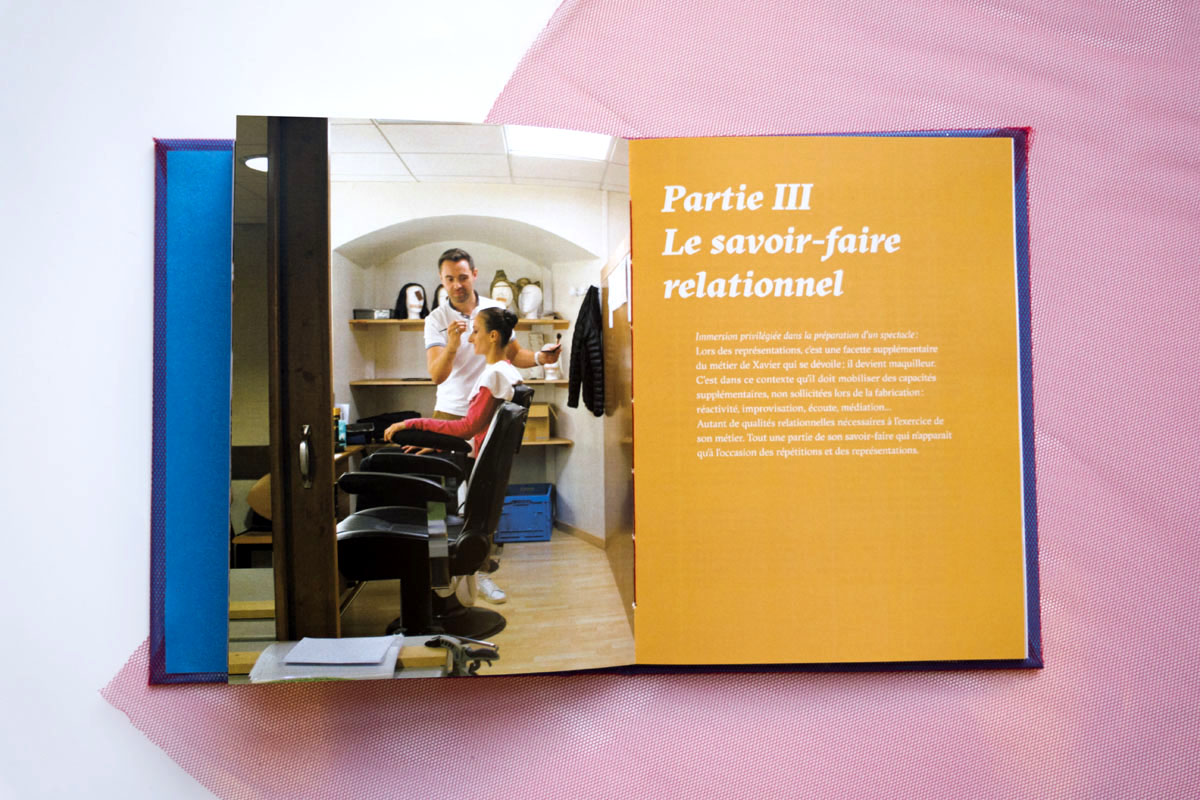 Partie III
Le savoir-faire
relationnel
Immersion privilégiée dans la préparation d'un spectacle :
Lors des représentations, c'est une facette supplémentaire
du métier de Xavier qui se dévoile ; il devient maquilleur.
C'est dans ce contexte qu'il doit mobiliser des capacités
supplémentaires, non sollicitées lors de la fabrication :
réactivité, improvisation, écoute, médiation...
Autant de qualités relationnelles nécessaires à l'exercice de
son métier. Tout une partie de son savoir-faire qui n'apparaît
qu'à l'occasion des répétitions et des représentations.